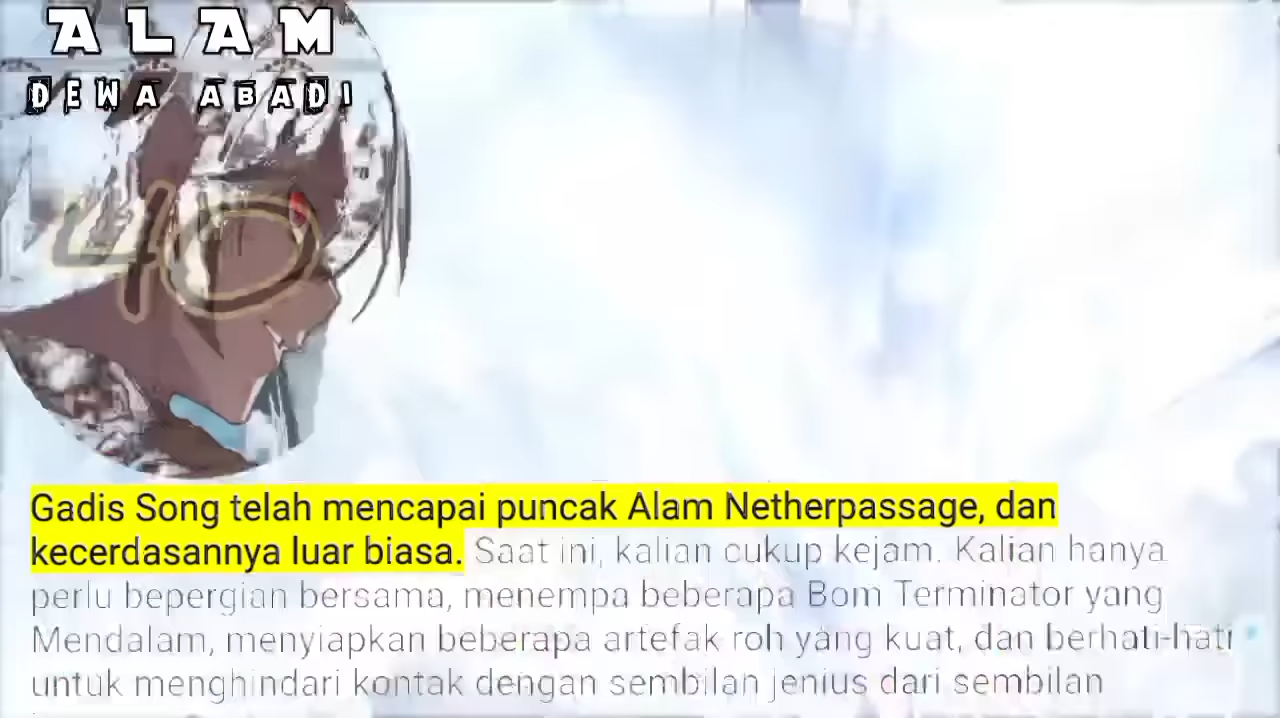 ALAM
DEWA ABADI
40
Gadis Song telah mencapai puncak Alam Netherpassage, dan
kecerdasannya luar biasa. Saat ini, kalian cukup kejam. Kalian hanya
perlu bepergian bersama, menempa beberapa Bom Terminator yang
Mendalam, menyiapkan beberapa artefak roh yang kuat, dan berhati-hati
untuk menghindari kontak dengan sembilan jenius dari sembilan